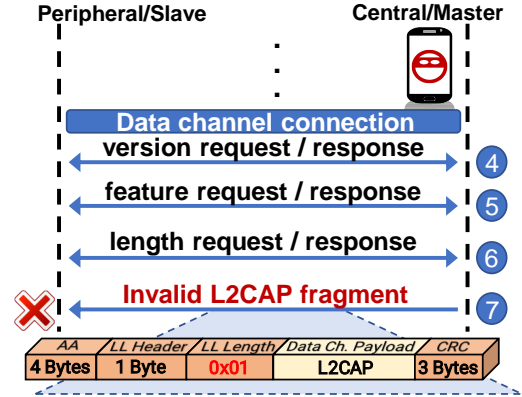 Peripheral/Slave Central/Master
Data channel connection
version request / response 4
feature request / response 5
length request / response 6
Invalid L2CAP fragment 7
AA LL Header LL Length Data Ch. Payload CRC
4 Bytes 1 Byte 0x01 L2CAP 3 Bytes